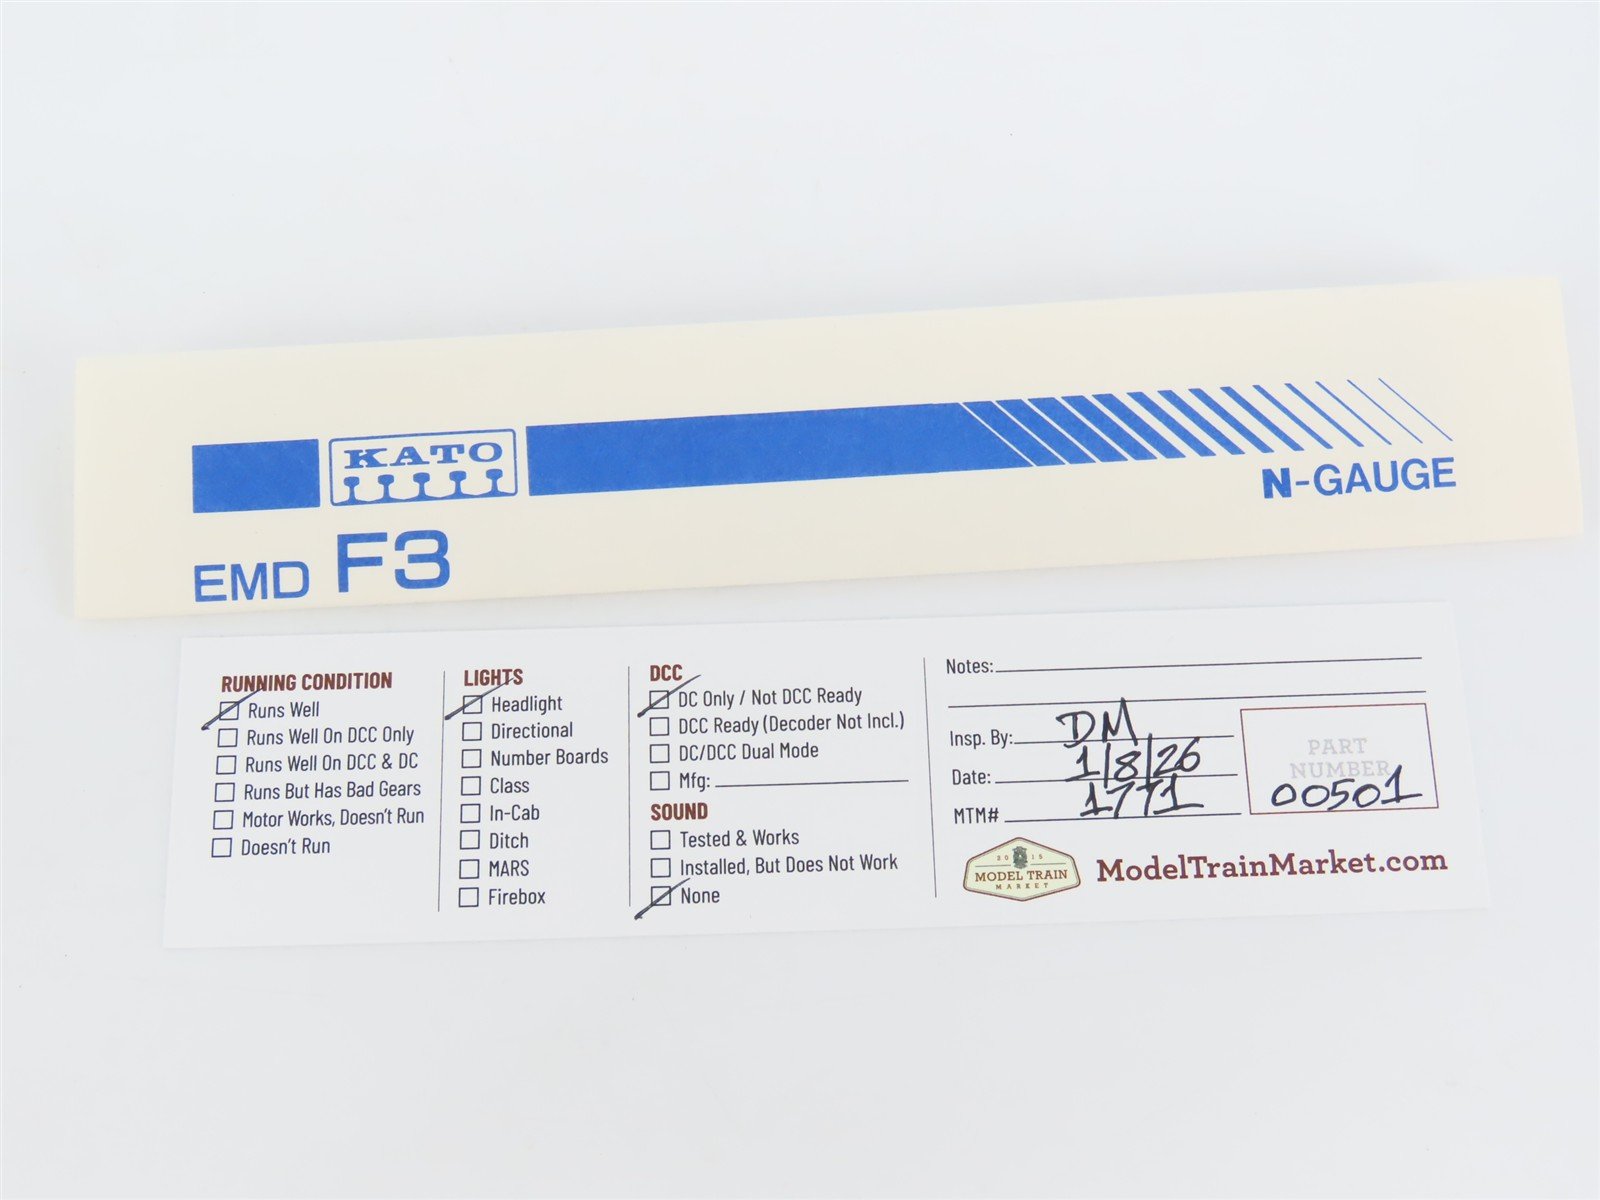 KATO
N-GAUGE
EMD F3
RUNNING CONDITION
Runs Well
Runs Well On DCC Only
Runs Well On DCC & DC
Runs But Has Bad Gears
Motor Works, Doesn't Run
Doesn't Run
LIGHTS
Headlight
Directional
Number Boards
Class
In-Cab
Ditch
MARS
Firebox
DCC
DC Only / Not DCC Ready
DCC Ready (Decoder Not Incl.)
DC/DCC Dual Mode
Mfg:
SOUND
Tested & Works
Installed, But Does Not Work
None
Notes:
Insp. By: DM
Date: 1/8/26
MTM# 1771
PART
NUMBER
00501
2015
MODEL TRAIN
MARKET
ModelTrainMarket.com